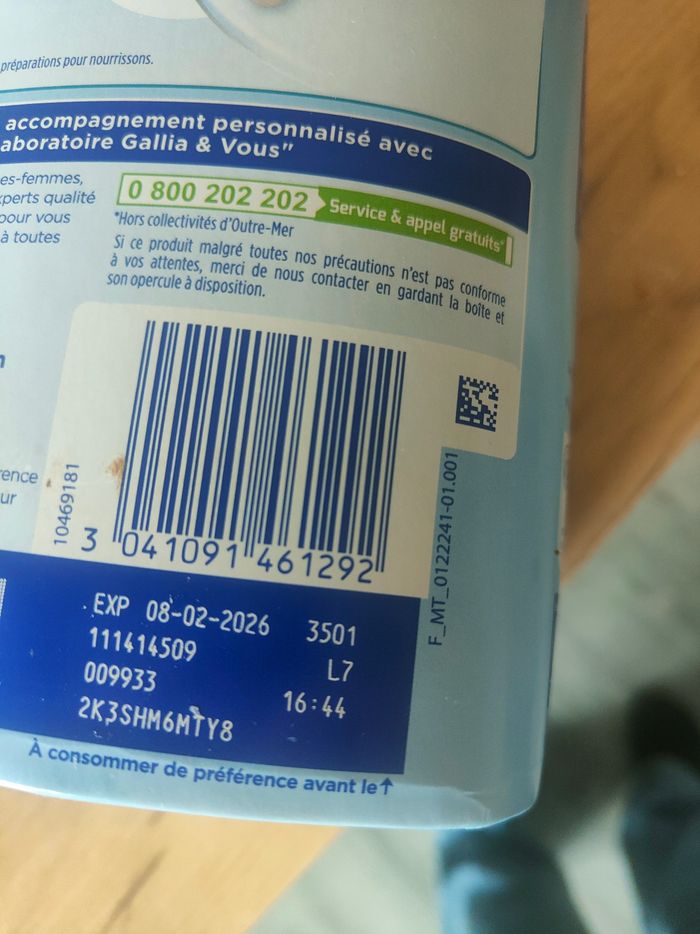 préparations pour nourrissons.
accompagnement personnalisé avec
aboratoire Gallia & Vous"
es-femmes,
xperts qualité
pour vous
à toutes
0 800 202 202 Service & appel gratuits*
*Hors collectivités d'Outre-Mer
Si ce produit malgré toutes nos précautions n'est pas conforme
à vos attentes, merci de nous contacter en gardant la boîte et
son opercule à disposition.
rence
ur
10469181
3 041091 461292
F_MT_0122241-01.001
EXP 08-02-2026 3501
111414509 L7
009933 16:44
2K3SHM6MTY8
À consommer de préférence avant le↑